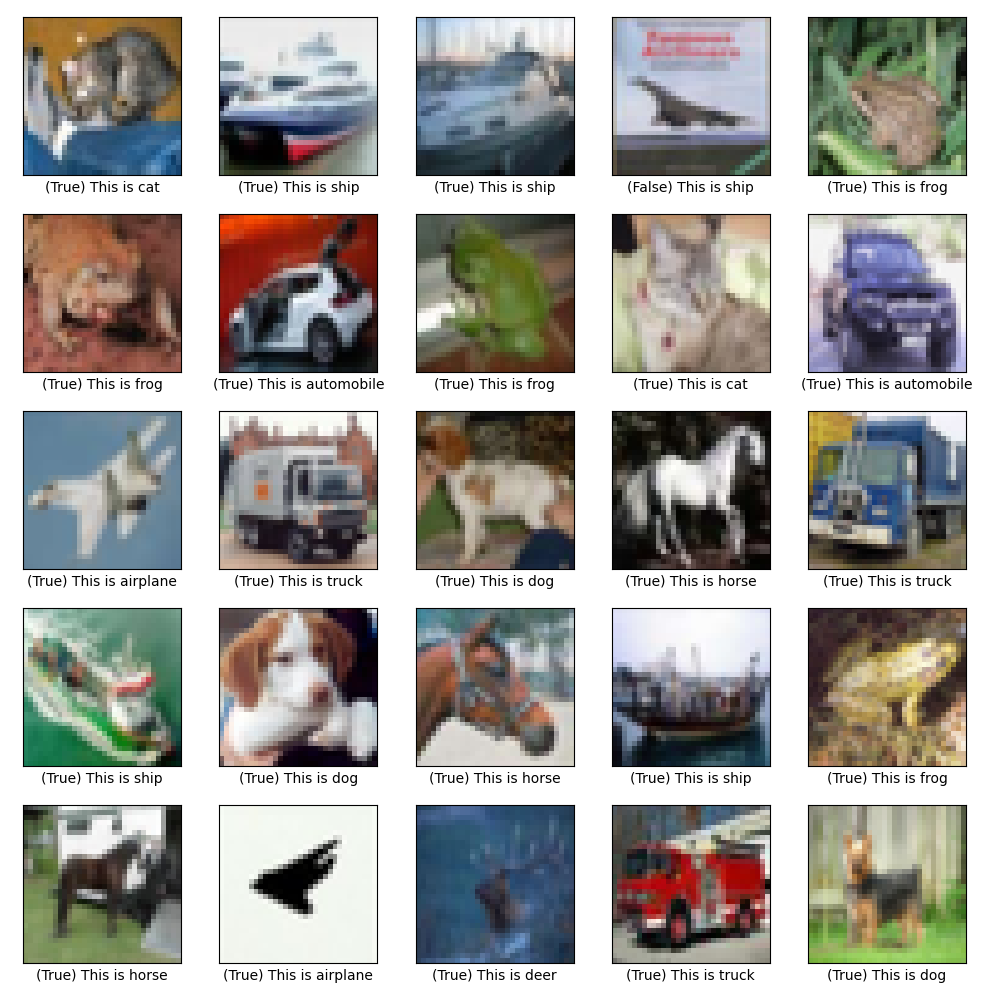 (True) This is cat
(True) This is ship
(True) This is ship
(False) This is ship
(True) This is frog
(True) This is frog
(True) This is automobile
(True) This is frog
(True) This is cat
(True) This is automobile
(True) This is airplane
(True) This is truck
(True) This is dog
(True) This is horse
(True) This is truck
(True) This is ship
(True) This is dog
(True) This is horse
(True) This is ship
(True) This is frog
(True) This is horse
(True) This is airplane
(True) This is deer
(True) This is truck
(True) This is dog